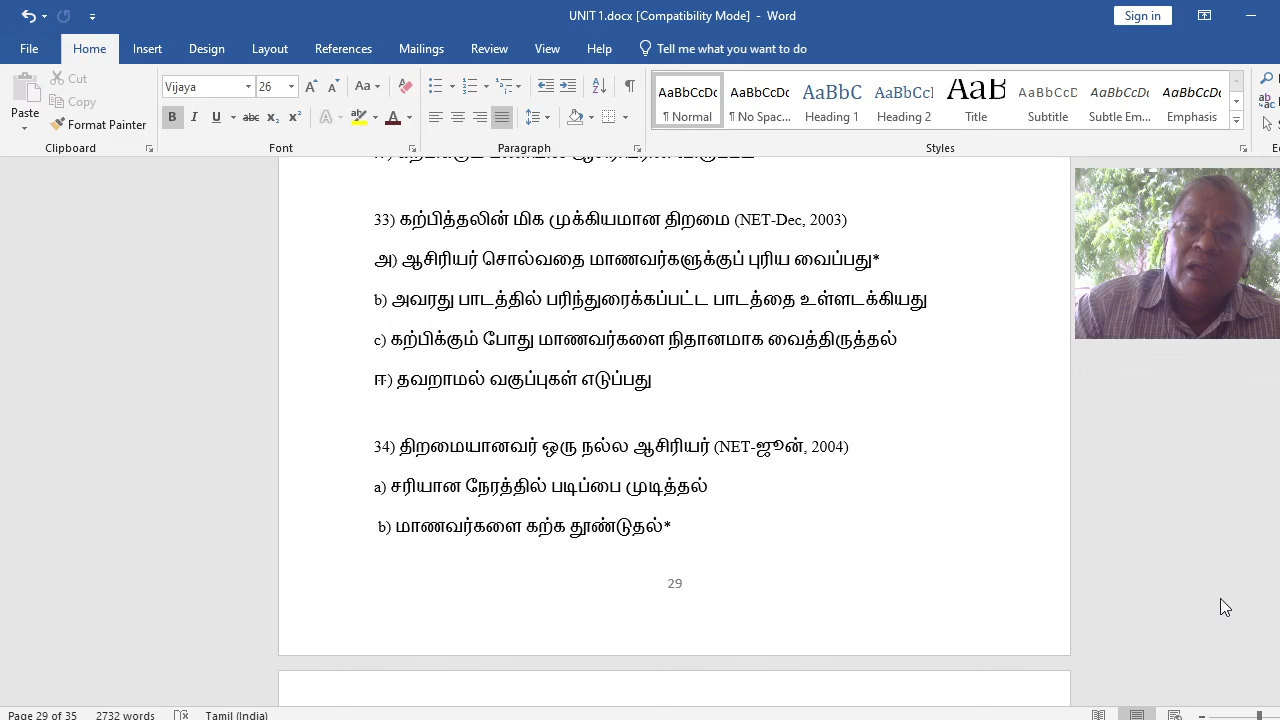 UNIT 1.docx [Compatibility Mode] - Word
Sign in
File Home Insert Design Layout References Mailings Review View Help Tell me what you want to do
Paste
Cut
Copy
Format Painter
Clipboard
Vijaya 26
Font
Paragraph
AaBbCcDc AaBbCcDc AaBbC AaBbCcI AaB AaBbCcD AaBbCcDt AaBbCcDt
¶ Normal ¶ No Spac... Heading 1 Heading 2 Title Subtitle Subtle Em... Emphasis
Styles
33) கற்பித்தலின் மிக முக்கியமான திறமை (NET-Dec, 2003)
அ) ஆசிரியர் சொல்வதை மாணவர்களுக்குப் புரிய வைப்பது*
b) அவரது பாடத்தில் பரிந்துரைக்கப்பட்ட பாடத்தை உள்ளடக்கியது
c) கற்பிக்கும் போது மாணவர்களை நிதானமாக வைத்திருத்தல்
ஈ) தவறாமல் வகுப்புகள் எடுப்பது
34) திறமையானவர் ஒரு நல்ல ஆசிரியர் (NET-ஜூன், 2004)
a) சரியான நேரத்தில் படிப்பை முடித்தல்
b) மாணவர்களை கற்க தூண்டுதல்*
29
Page 29 of 35 2732 words Tamil (India)